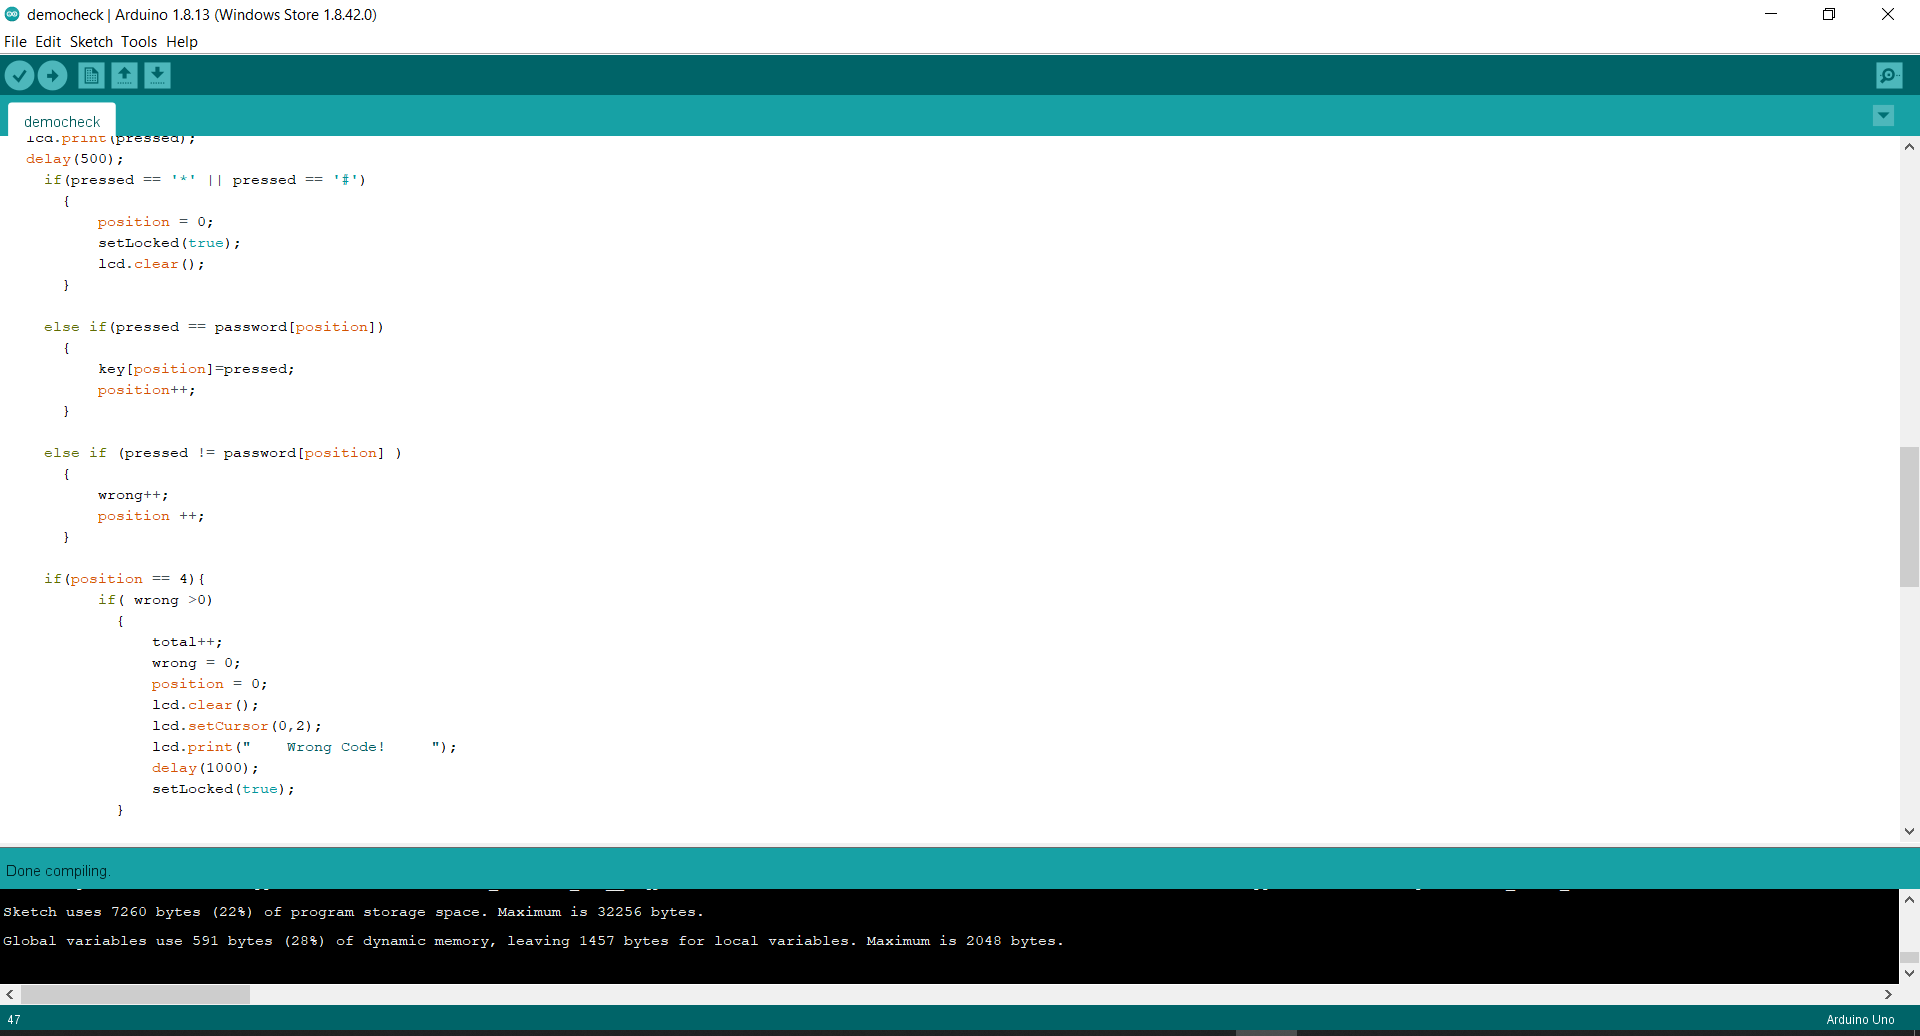 democheck | Arduino 1.8.13 (Windows Store 1.8.42.0)
File Edit Sketch Tools Help
democheck
lcd.print(pressed);
delay(500);
if(pressed == '*' || pressed == '#')
{
position = 0;
setLocked(true);
lcd.clear();
}
else if(pressed == password[position])
{
key[position]=pressed;
position++;
}
else if (pressed != password[position] )
{
wrong++;
position ++;
}
if(position == 4){
if( wrong >0)
{
total++;
wrong = 0;
position = 0;
lcd.clear();
lcd.setCursor(0,2);
lcd.print("    Wrong Code!     ");
delay(1000);
setLocked(true);
}
Done compiling.
Sketch uses 7260 bytes (22%) of program storage space. Maximum is 32256 bytes.
Global variables use 591 bytes (28%) of dynamic memory, leaving 1457 bytes for local variables. Maximum is 2048 bytes.
47
Arduino Uno